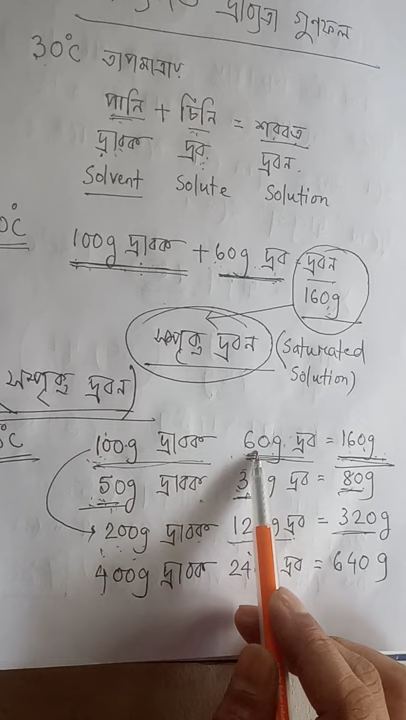 দ্রাব্যতা গুণফল
30°C তাপমাত্রায়
পানি + চিনি = শরবত
দ্রাবক দ্রব দ্রবন
Solvent Solute Solution
0°C 100g দ্রাবক + 60g দ্রব - দ্রবন
160g
সম্পৃক্ত দ্রবন (Saturated Solution)
সম্পৃক্ত দ্রবন)
°C 100g দ্রাবক 60g দ্রব = 160g
50g দ্রাবক 3 g দ্রব = 80g
200g দ্রাবক 12 g দ্রব = 320g
400g দ্রাবক 24 দ্রব = 640g